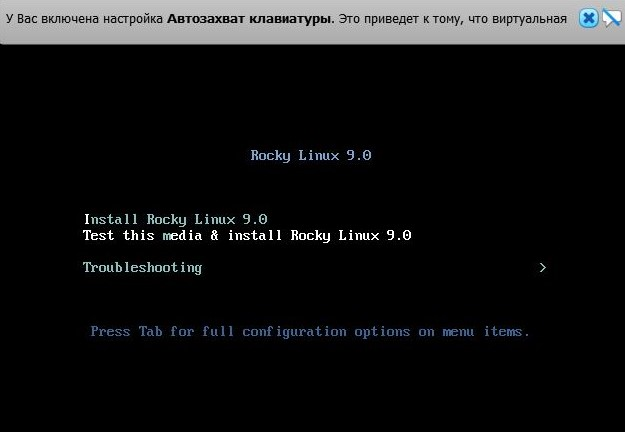 У Вас включена настройка Автозахват клавиатуры. Это приведет к тому, что виртуальная
Rocky Linux 9.0
Install Rocky Linux 9.0
Test this media & install Rocky Linux 9.0
Troubleshooting >
Press Tab for full configuration options on menu items.